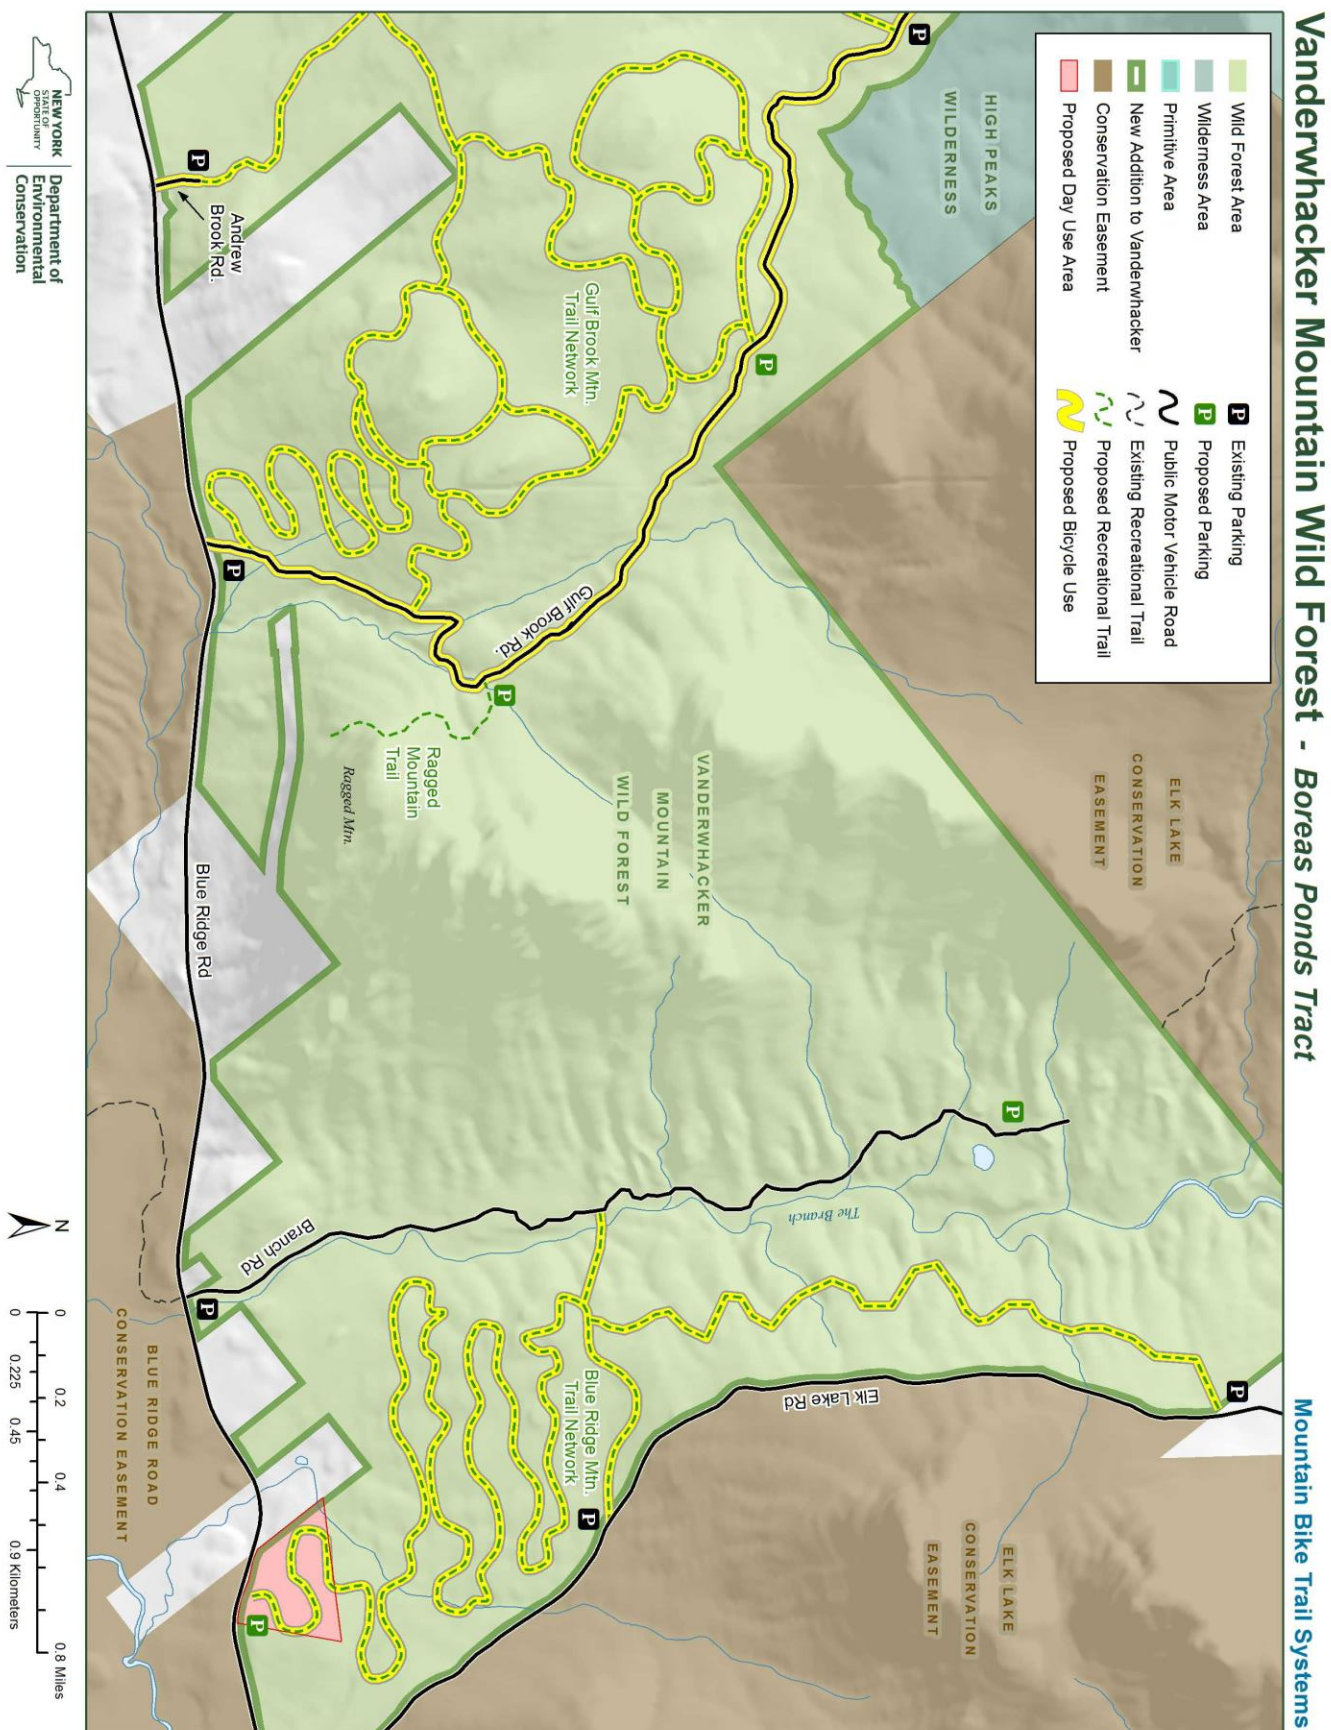 Vanderwhacker Mountain Wild Forest - Boreas Ponds Tract
Mountain Bike Trail Systems
Wild Forest Area
Wilderness Area
Primitive Area
New Addition to Vanderwhacker
Conservation Easement
Proposed Day Use Area
P Existing Parking
P Proposed Parking
Public Motor Vehicle Road
Existing Recreational Trail
Proposed Recreational Trail
Proposed Bicycle Use
P
HIGH PEAKS
WILDERNESS
ELK LAKE
CONSERVATION
EASEMENT
P
P
P
Gulf Brook Mtn.
Trail Network
Gulf Brook Rd.
P
VANDERWHACKER
MOUNTAIN
WILD FOREST
The Branch
Elk Lake Rd
ELK LAKE
CONSERVATION
EASEMENT
Ragged
Mountain
Trail
Ragged Mtn.
Blue Ridge Mtn.
Trail Network
P
P
Andrew
Brook Rd.
P
Blue Ridge Rd
Branch Rd
P
P
BLUE RIDGE ROAD
CONSERVATION EASEMENT
NEW YORK
STATE OF
OPPORTUNITY
Department of
Environmental
Conservation
N
0 0.2 0.4 0.8 Miles
0 0.225 0.45 0.9 Kilometers